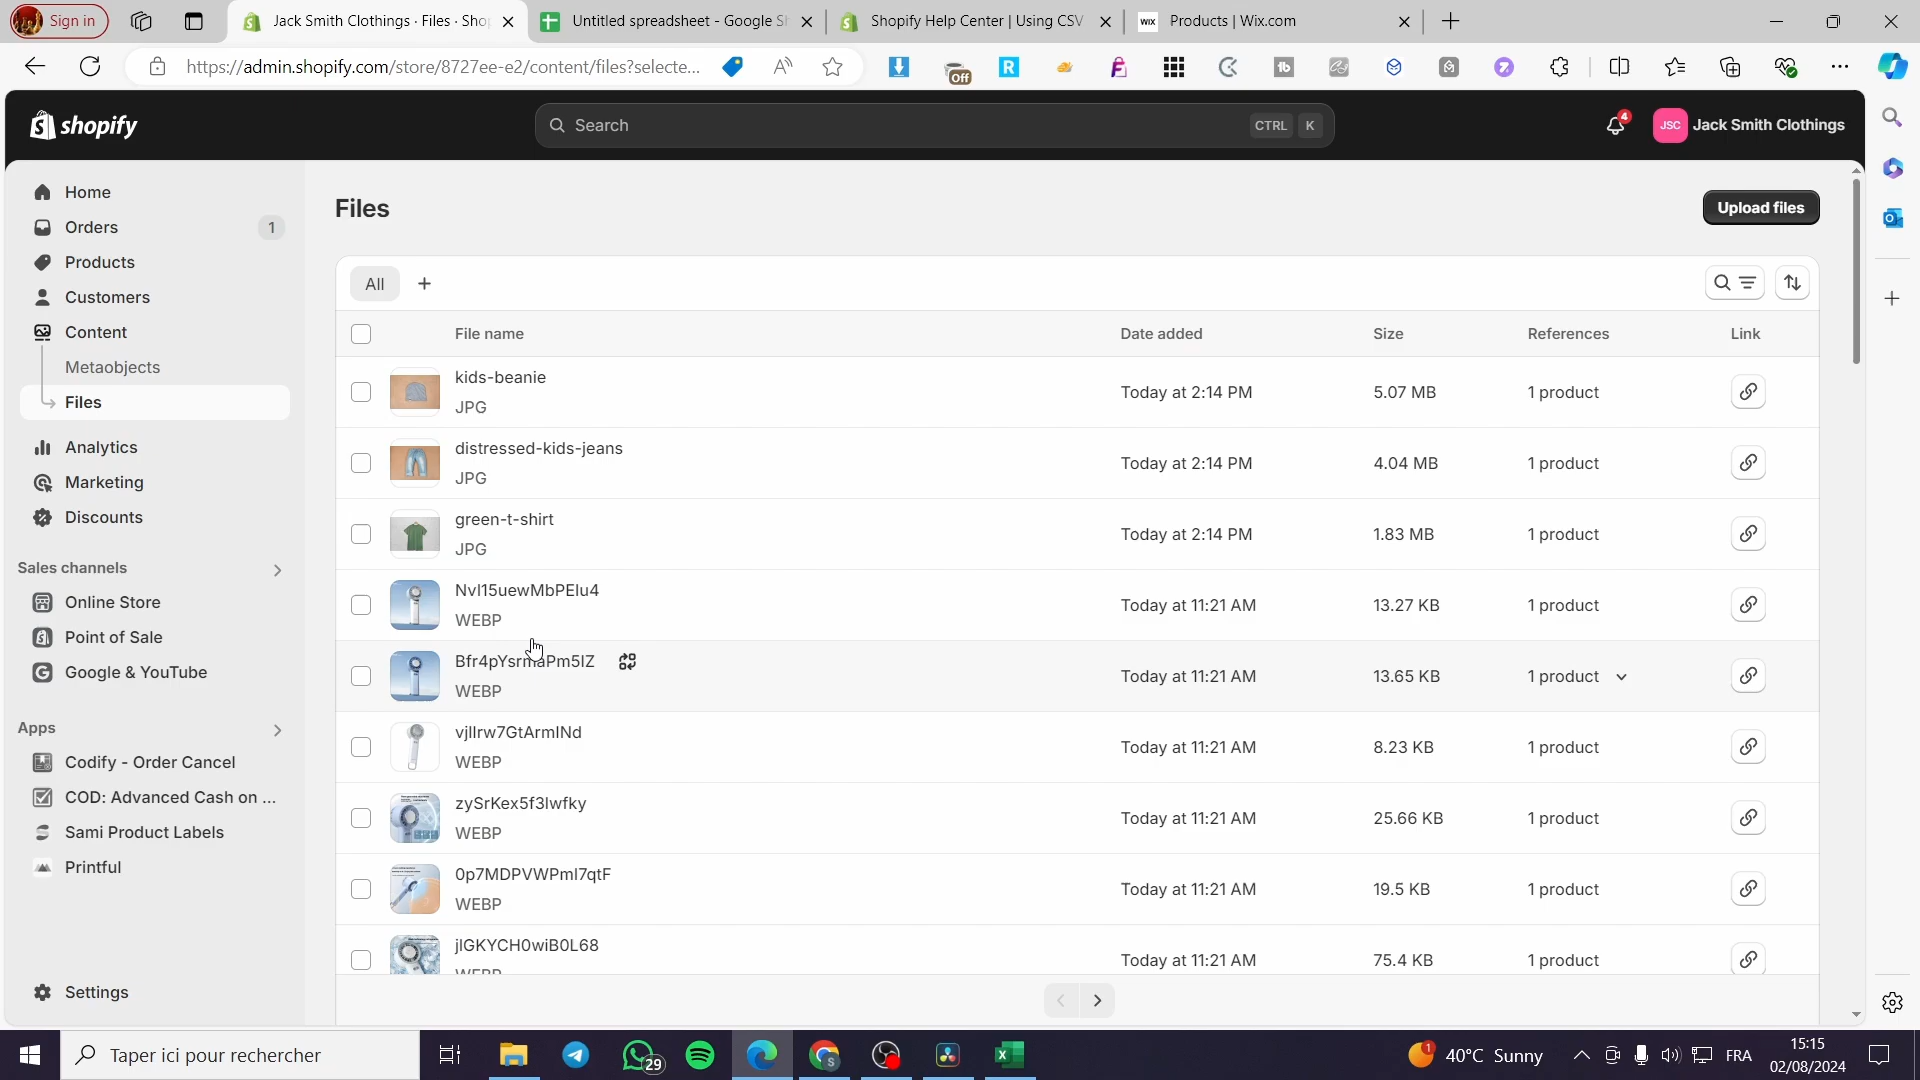 Sign in
Jack Smith Clothings · Files · Sho
Untitled spreadsheet - Google Sh
Shopify Help Center | Using CSV
WIX
Products | Wix.com
https://admin.shopify.com/store/8727ee-e2/content/files?selecte...
Off
shopify
Search
CTRL
K
4
JSC
Jack Smith Clothings
Home
Orders
1
Products
Customers
Content
Metaobjects
Files
Analytics
Marketing
Discounts
Sales channels
Online Store
Point of Sale
Google & YouTube
Apps
Codify - Order Cancel
COD: Advanced Cash on ...
Sami Product Labels
Printful
Settings
Files
Upload files
All
File name
Date added
Size
References
Link
kids-beanie
JPG
Today at 2:14 PM
5.07 MB
1 product
distressed-kids-jeans
JPG
Today at 2:14 PM
4.04 MB
1 product
green-t-shirt
JPG
Today at 2:14 PM
1.83 MB
1 product
NvI15uewMbPEIu4
WEBP
Today at 11:21 AM
13.27 KB
1 product
WEBP
Today at 11:21 AM
13.65 KB
1 product
vjlIrw7GtArmINd
WEBP
Today at 11:21 AM
8.23 KB
1 product
zySrKex5f3Iwfky
WEBP
Today at 11:21 AM
25.66 KB
1 product
0p7MDPVWPmI7qtF
WEBP
Today at 11:21 AM
19.5 KB
1 product
jIGKYCH0wiB0L68
WEBP
Today at 11:21 AM
75.4 KB
1 product
Taper ici pour rechercher
29
1
40°C Sunny
FRA
15:15
02/08/2024